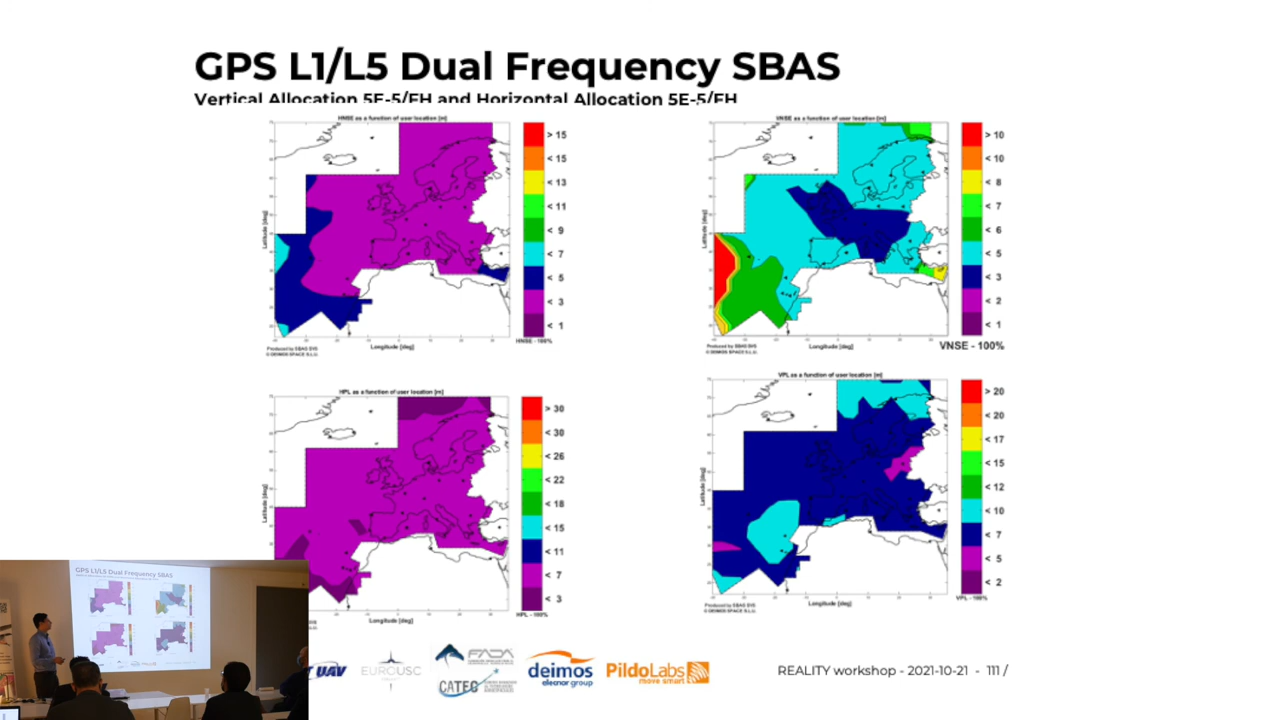 GPS L1/L5 Dual Frequency SBAS
Vertical Allocation 5E-5/FH and Horizontal Allocation 5E-5/FH
HNSE as a function of user location [m]
Latitude [deg]
Longitude [deg]
Produced by SBAS SVS
© DEIMOS SPACE S.L.U.
> 15
< 15
< 13
< 11
< 9
< 7
< 5
< 3
< 1
HNSE - 100%
VNSE as a function of user location [m]
Latitude [deg]
Longitude [deg]
Produced by SBAS SVS
© DEIMOS SPACE S.L.U.
> 10
< 10
< 8
< 7
< 6
< 5
< 3
< 2
< 1
VNSE - 100%
HPL as a function of user location [m]
Latitude [deg]
Longitude [deg]
> 30
< 30
< 26
< 22
< 18
< 15
< 11
< 7
< 3
HPL - 100%
VPL as a function of user location [m]
Latitude [deg]
Longitude [deg]
Produced by SBAS SVS
© DEIMOS SPACE S.L.U.
> 20
< 20
< 17
< 15
< 12
< 10
< 7
< 5
< 2
VPL - 100%
UAV
EUROUSC
FADA
CATEC
deimos
elecnor group
PildoLabs
move smart
REALITY workshop - 2021-10-21 - 111 /
GPS L1/L5 Dual Frequency SBAS